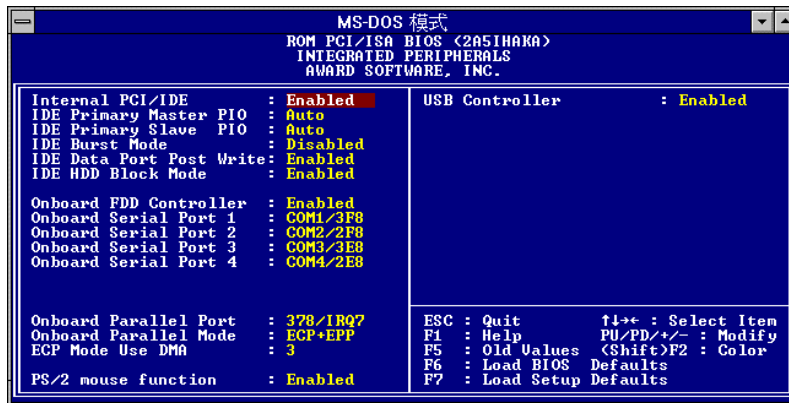 MS-DOS 模式
ROM PCI/ISA BIOS (2A5IHAKA)
INTEGRATED PERIPHERALS
AWARD SOFTWARE, INC.
Internal PCI/IDE : Enabled
IDE Primary Master PIO : Auto
IDE Primary Slave PIO : Auto
IDE Burst Mode : Disabled
IDE Data Port Post Write: Enabled
IDE HDD Block Mode : Enabled
Onboard FDD Controller : Enabled
Onboard Serial Port 1 : COM1/3F8
Onboard Serial Port 2 : COM2/2F8
Onboard Serial Port 3 : COM3/3E8
Onboard Serial Port 4 : COM4/2E8
Onboard Parallel Port : 378/IRQ7
Onboard Parallel Mode : ECP+EPP
ECP Mode Use DMA : 3
PS/2 mouse function : Enabled
USB Controller : Enabled
ESC : Quit ↑↓→← : Select Item
F1 : Help PU/PD/+/- : Modify
F5 : Old Values (Shift)F2 : Color
F6 : Load BIOS Defaults
F7 : Load Setup Defaults